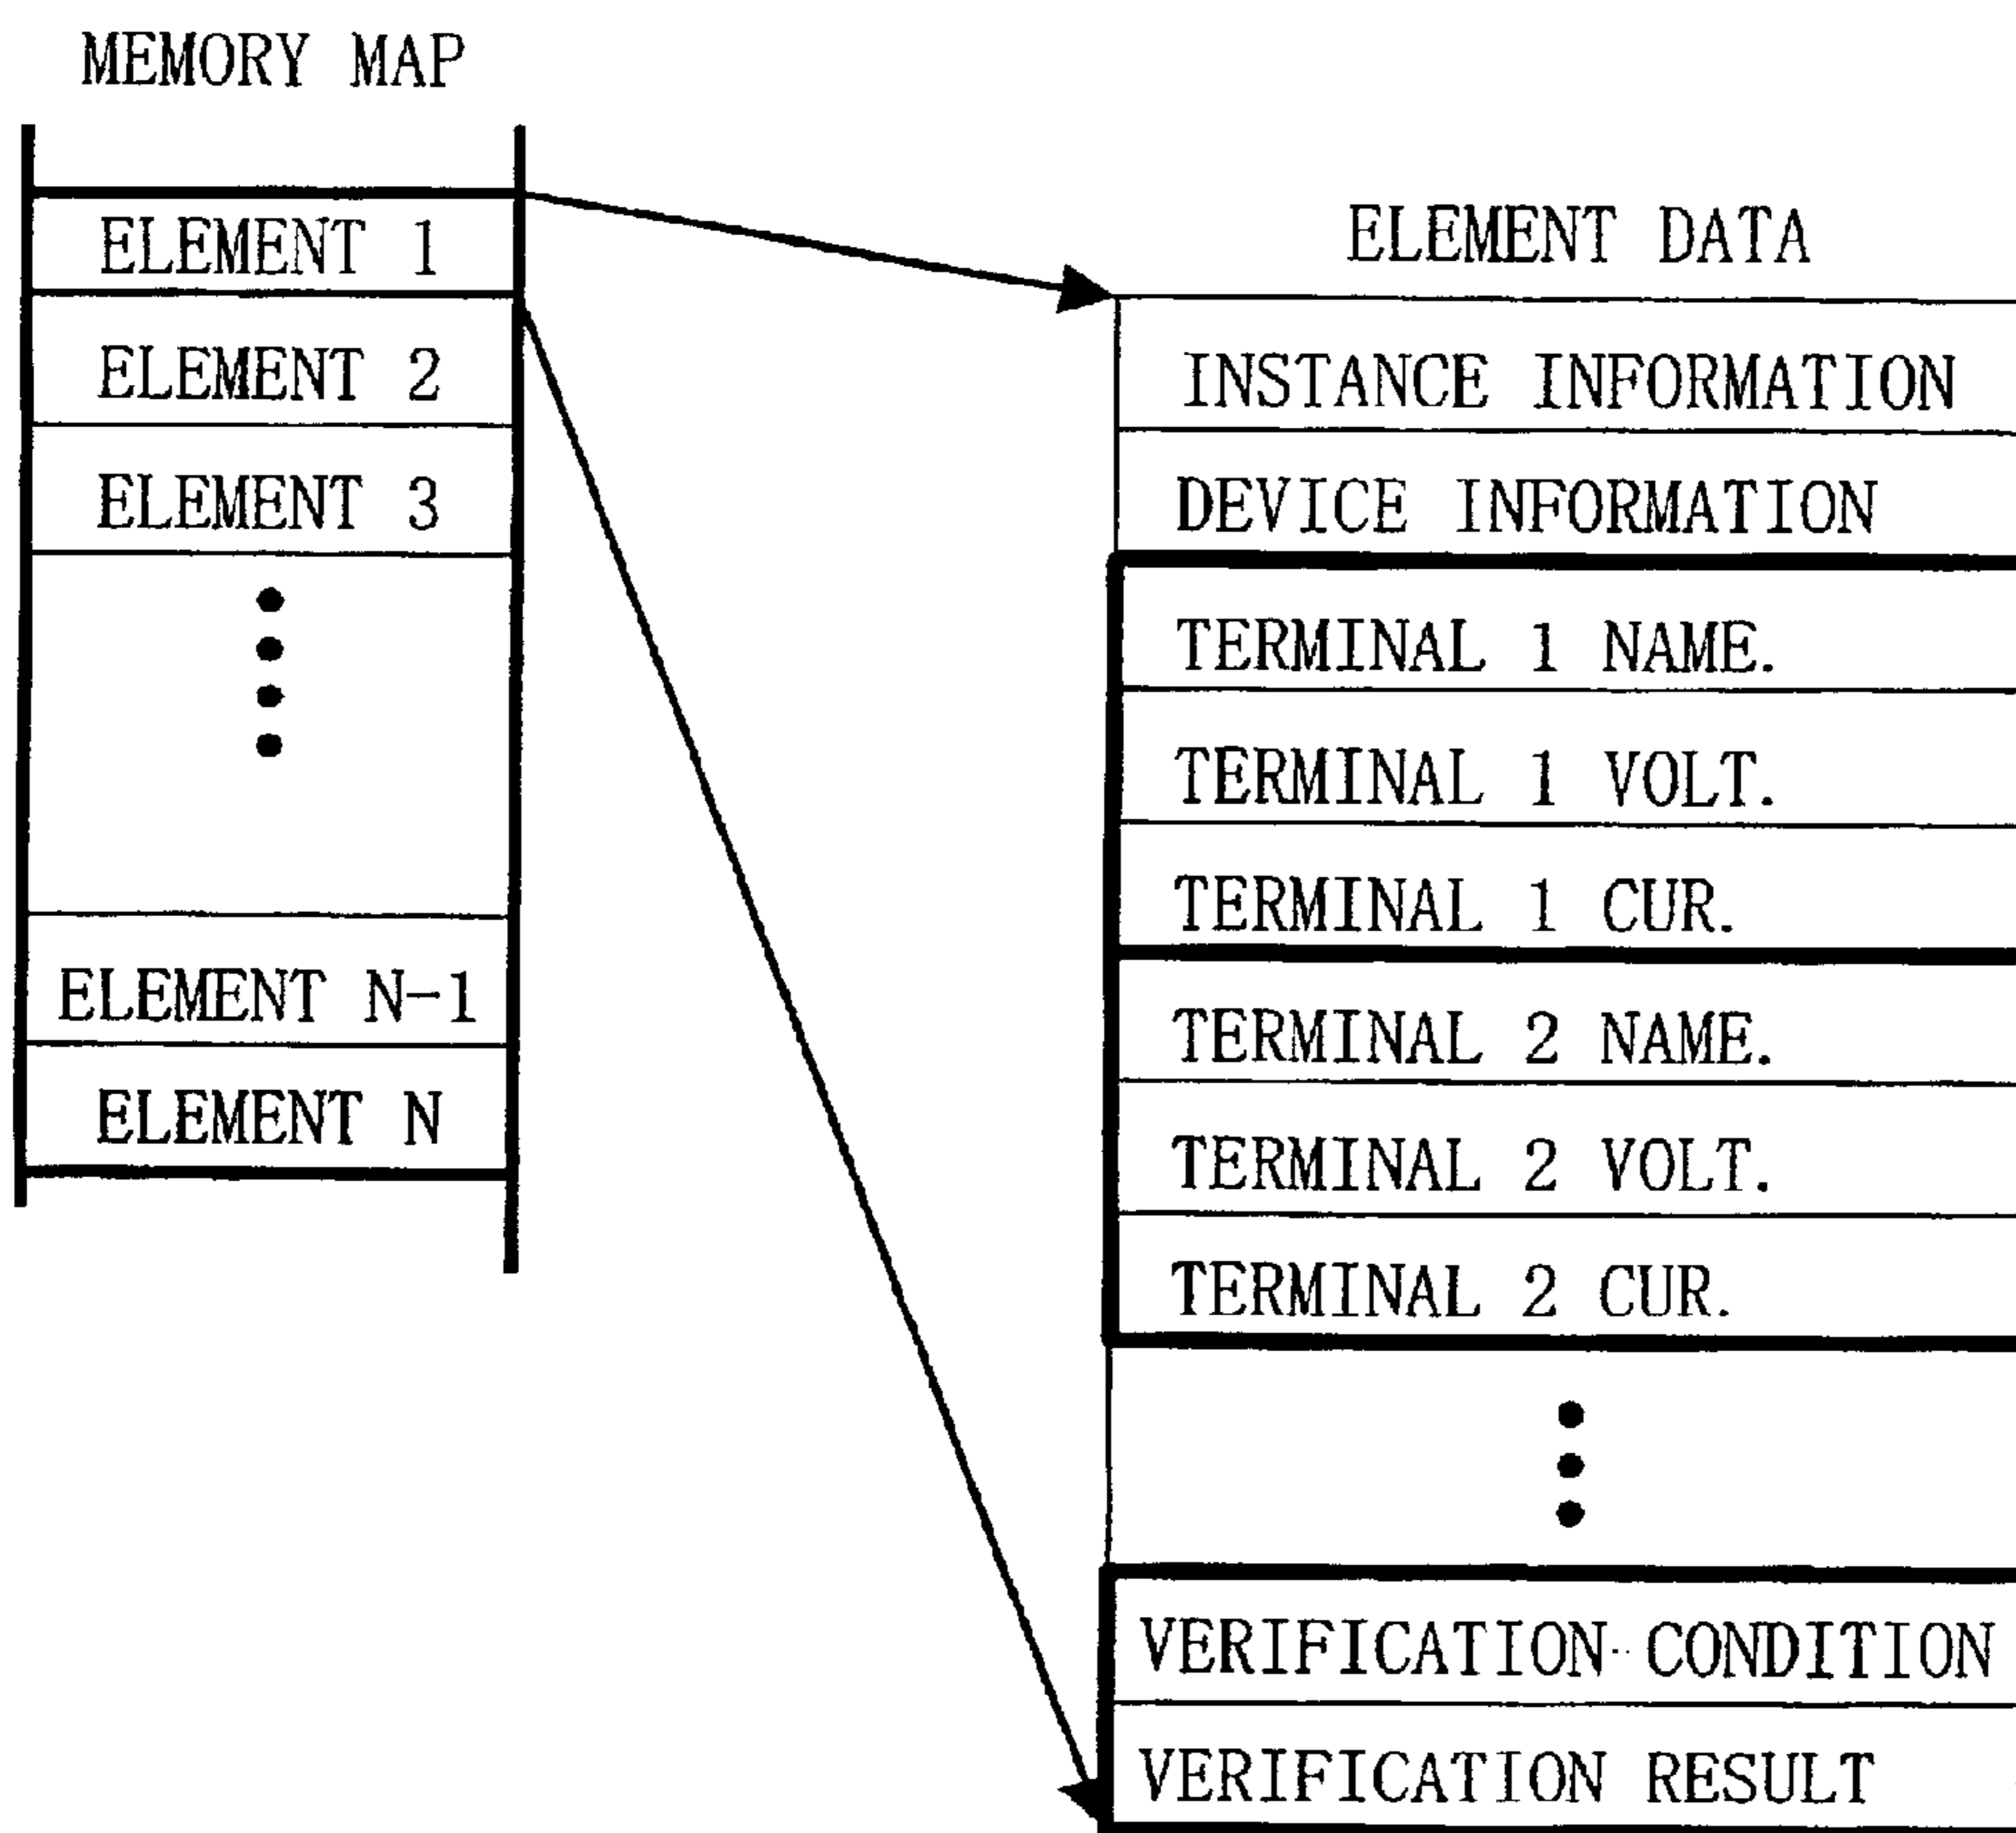 MEMORY MAP
ELEMENT 1
ELEMENT 2
ELEMENT 3
ELEMENT N-1
ELEMENT N
ELEMENT DATA
INSTANCE INFORMATION
DEVICE INFORMATION
TERMINAL 1 NAME.
TERMINAL 1 VOLT.
TERMINAL 1 CUR.
TERMINAL 2 NAME.
TERMINAL 2 VOLT.
TERMINAL 2 CUR.
VERIFICATION CONDITION
VERIFICATION RESULT